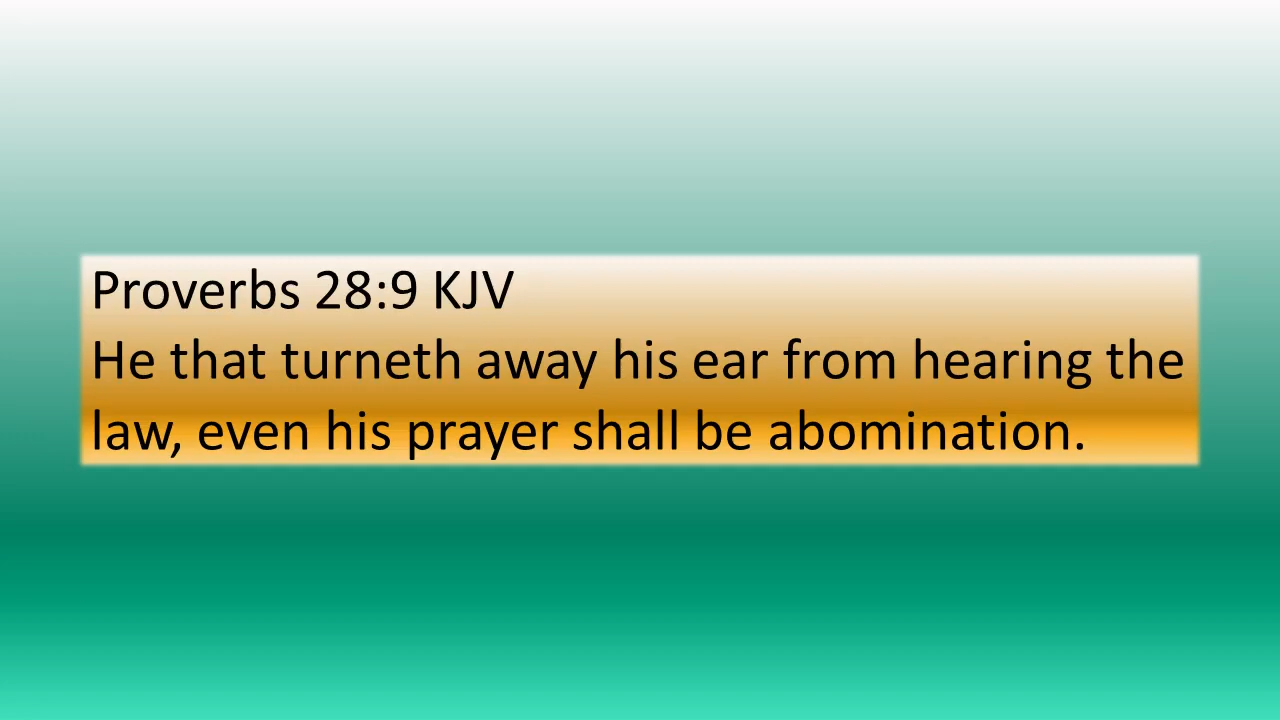 Proverbs 28:9 KJV
He that turneth away his ear from hearing the
law, even his prayer shall be abomination.